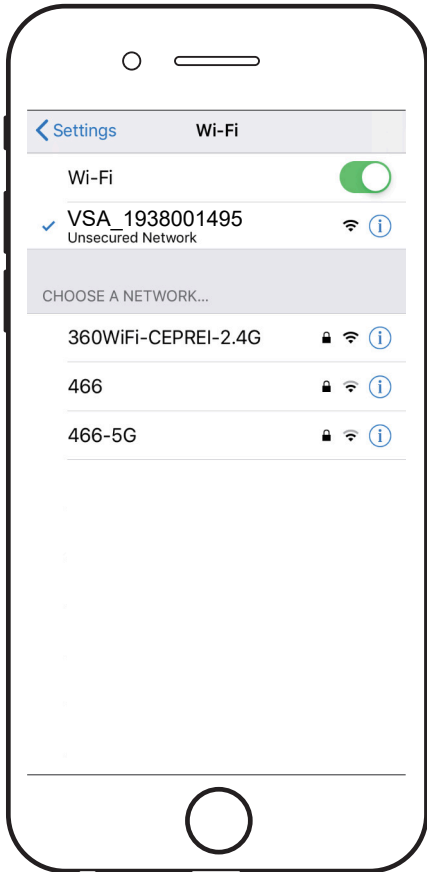 Settings Wi-Fi
Wi-Fi
VSA_1938001495
Unsecured Network
CHOOSE A NETWORK...
360WiFi-CEPREI-2.4G
466
466-5G